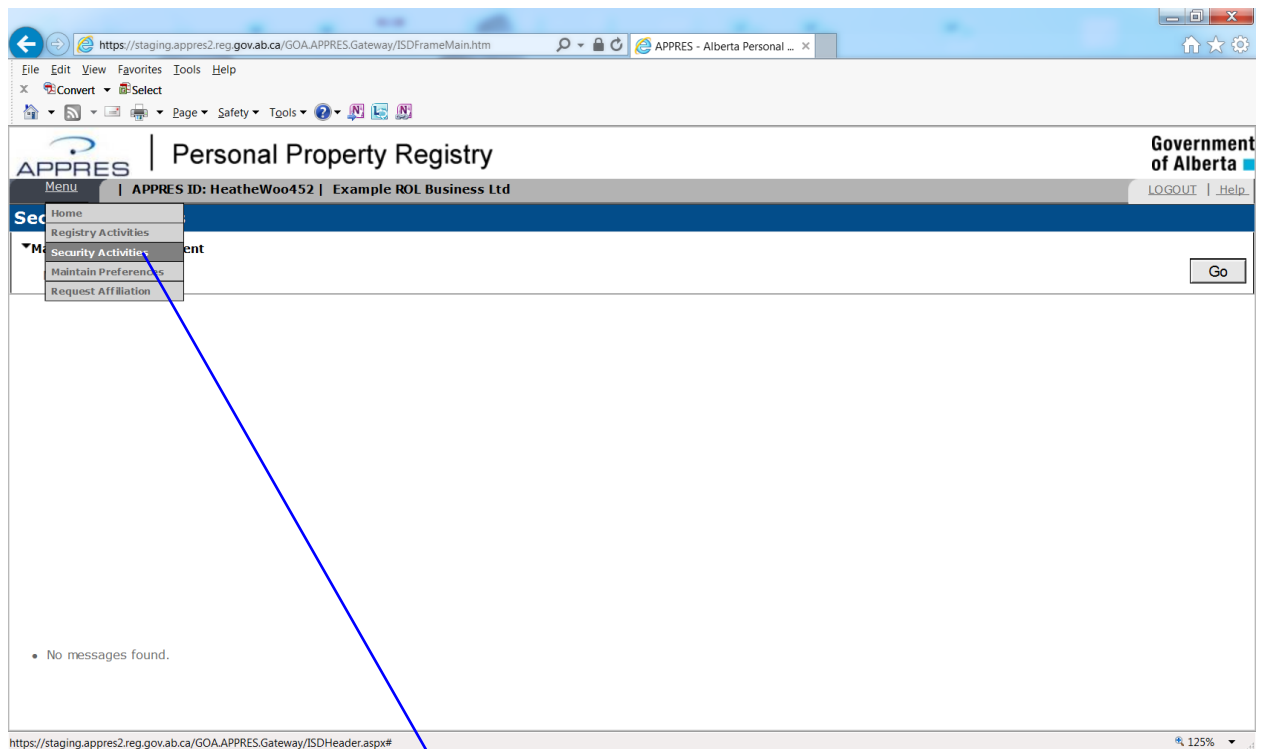 https://staging.appres2.reg.gov.ab.ca/GOA.APPRES.Gateway/ISDFrameMain.htm
APPRES - Alberta Personal ...
File Edit View Favorites Tools Help
x Convert Select
Page Safety Tools
APPRES | Personal Property Registry
Government of Alberta
Menu | APPRES ID: HeatheWoo452 | Example ROL Business Ltd
LOGOUT | Help
Sec
Home
Registry Activities
Ma
Security Activities
ent
Maintain Preferences
Go
Request Affiliation
• No messages found.
https://staging.appres2.reg.gov.ab.ca/GOA.APPRES.Gateway/ISDHeader.aspx#
125%